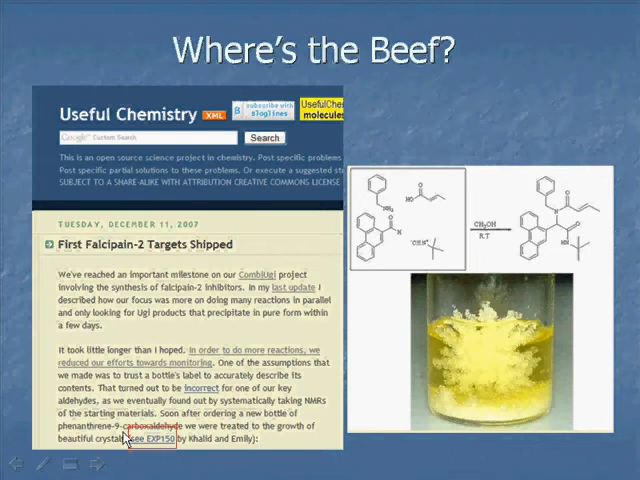 Where's the Beef?
Useful Chemistry XML
subscribe with
Bloglines
UsefulChe
molecules
Google Custom Search
Search
This is an open source science project in chemistry. Post specific problems
Post specific partial solutions to these problems. Or execute a suggested st
SUBJECT TO A SHARE-ALIKE WITH ATTRIBUTION CREATIVE COMMONS LICENSE
TUESDAY, DECEMBER 11, 2007
First Falcipain-2 Targets Shipped
We've reached an important milestone on our CombiUgi project
involving the synthesis of falcipain-2 inhibitors. In my last update I
described how our focus was more on doing many reactions in parallel
and only looking for Ugi products that precipitate in pure form within
a few days.
It took little longer than I hoped. In order to do more reactions, we
reduced our efforts towards monitoring. One of the assumptions that
we made was to trust a bottle's label to accurately describe its
contents. That turned out to be incorrect for one of our key
aldehydes, as we eventually found out by systematically taking NMRs
of the starting materials. Soon after ordering a new bottle of
phenanthrene-9-carboxaldehyde we were treated to the growth of
beautiful crystals (see EXP150 by Khalid and Emily):
CH3OH
R.T